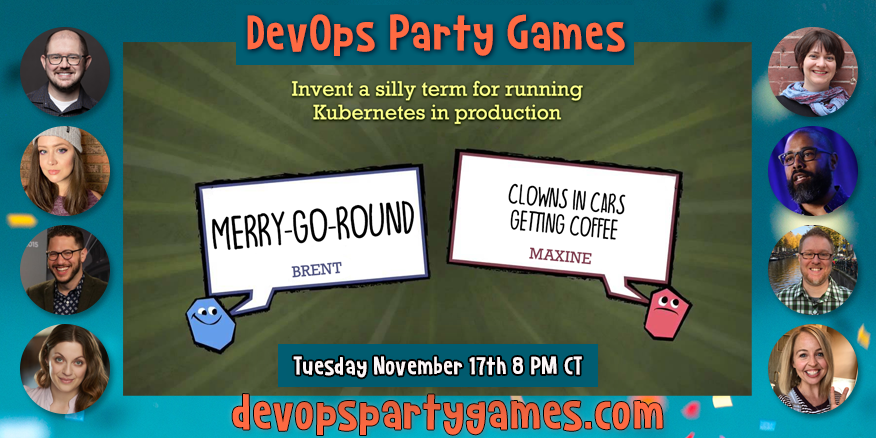 DevOps Party Games
Invent a silly term for running
Kubernetes in production
MERRY-GO-ROUND
BRENT
CLOWNS IN CARS
GETTING COFFEE
MAXINE
Tuesday November 17th 8 PM CT
devopspartygames.com